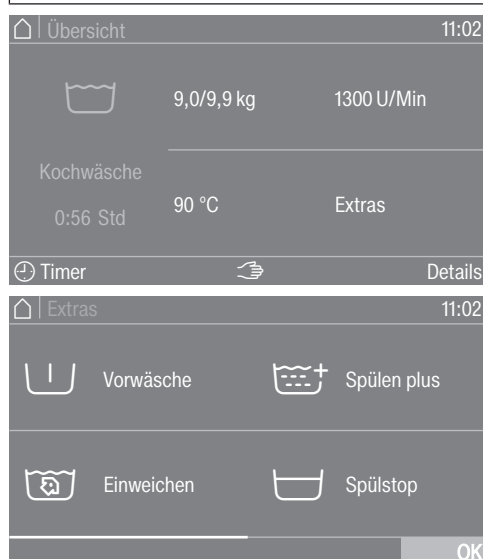 Übersicht 11:02
9,0/9,9 kg 1300 U/Min
Kochwäsche
0:56 Std
90 °C Extras
Timer Details
Extras 11:02
Vorwäsche Spülen plus
Einweichen Spülstop
OK